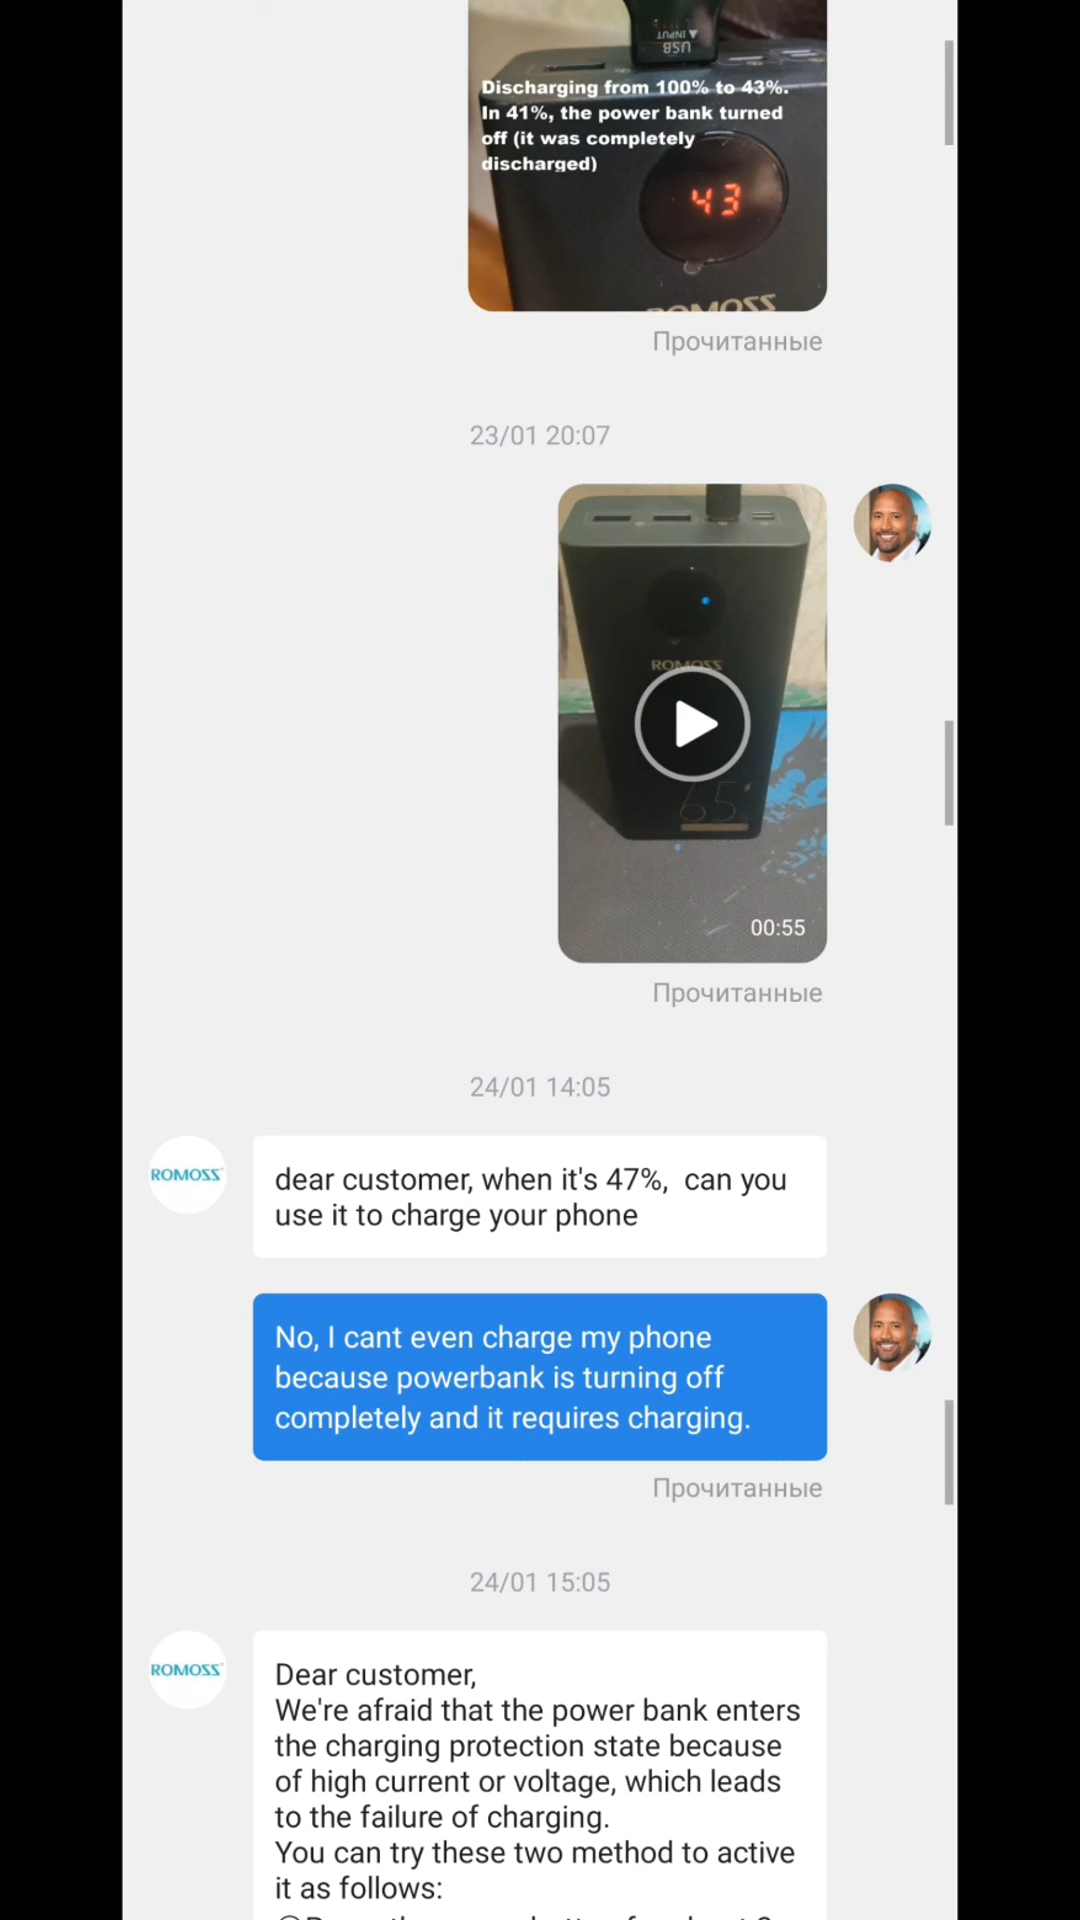 USB
INPUT
Discharging from 100% to 43%.
In 41%, the power bank turned
off (it was completely
discharged)
43
ROMOSS
Прочитанные
23/01 20:07
ROMOSS
65
00:55
Прочитанные
24/01 14:05
ROMOSS
dear customer, when it's 47%,  can you
use it to charge your phone
No, I cant even charge my phone
because powerbank is turning off
completely and it requires charging.
Прочитанные
24/01 15:05
ROMOSS
Dear customer,
We're afraid that the power bank enters
the charging protection state because
of high current or voltage, which leads
to the failure of charging.
You can try these two method to active
it as follows: